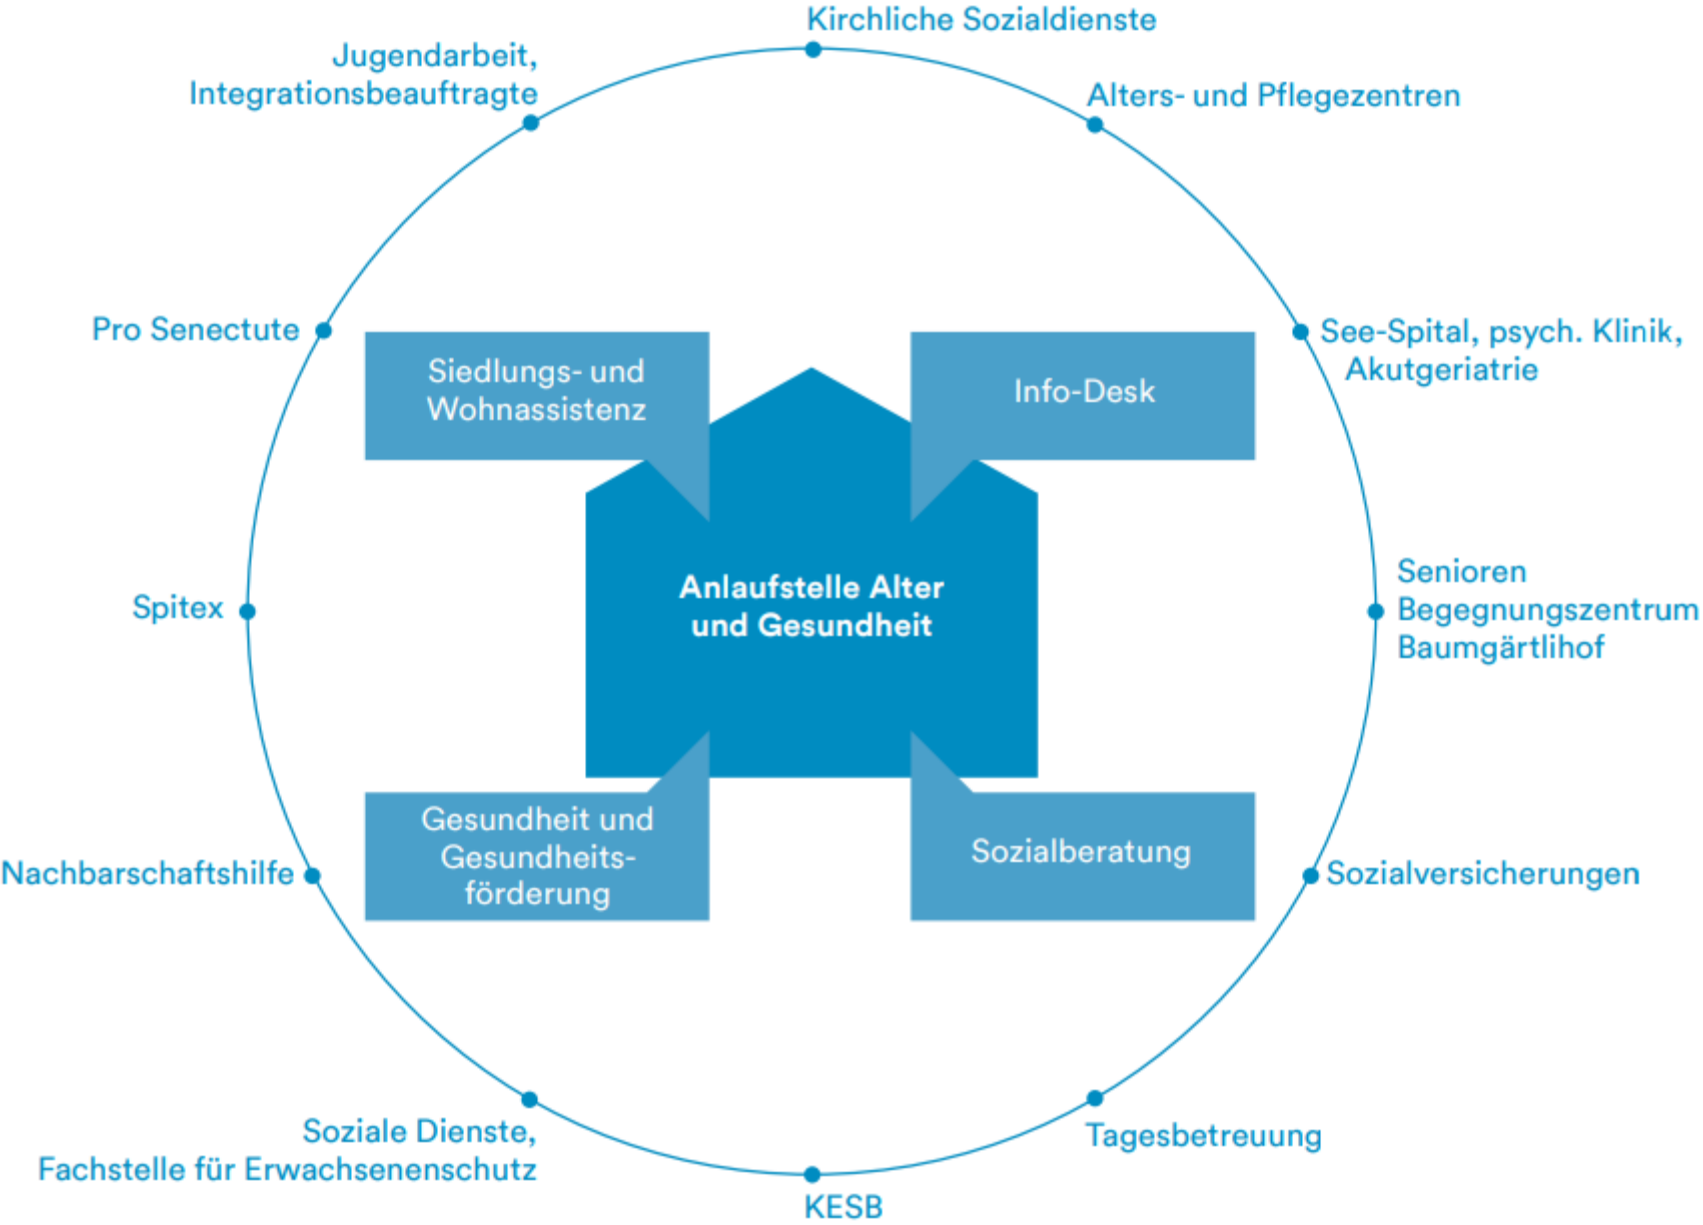 Kirchliche Sozialdienste
Jugendarbeit,
Integrationsbeauftragte
Alters- und Pflegezentren
Pro Senectute
See-Spital, psych. Klinik,
Akutgeriatrie
Siedlungs- und
Wohnassistenz
Info-Desk
Anlaufstelle Alter
und Gesundheit
Spitex
Senioren
Begegnungszentrum
Baumgärtlihof
Gesundheit und
Gesundheits-
förderung
Sozialberatung
Nachbarschaftshilfe
Sozialversicherungen
Soziale Dienste,
Fachstelle für Erwachsenenschutz
Tagesbetreuung
KESB